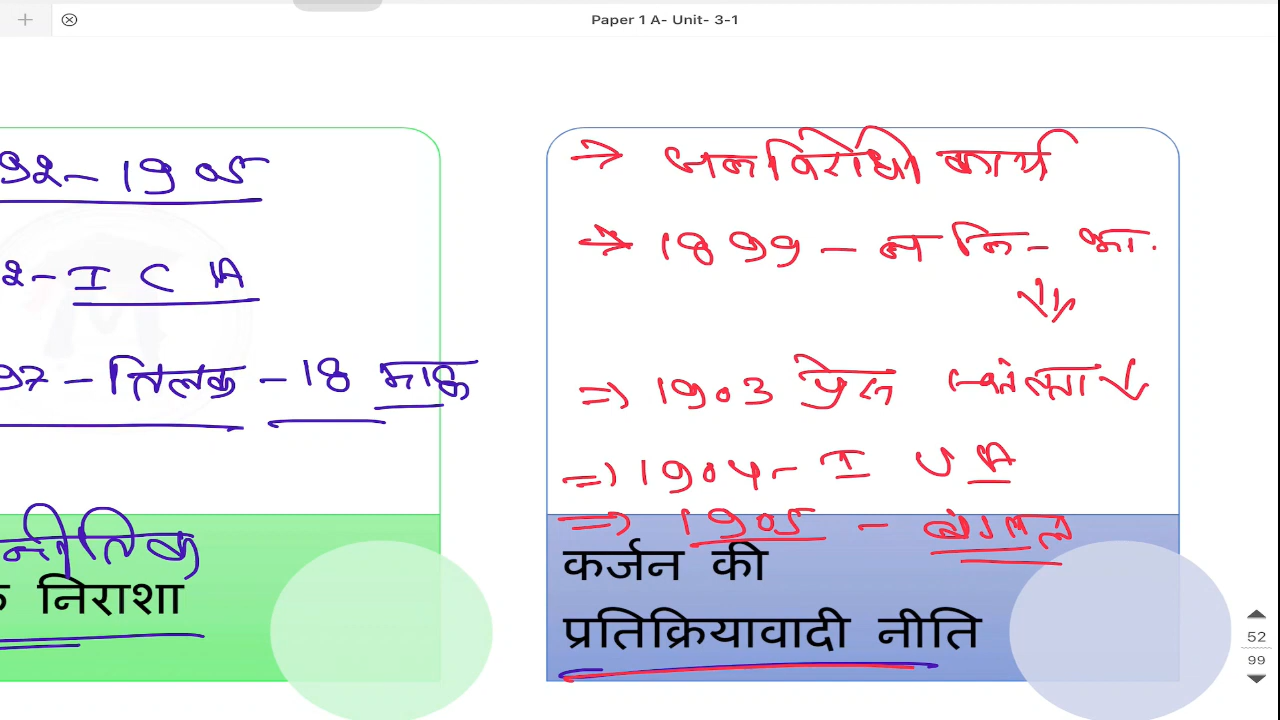 Paper 1 A- Unit- 3-1
92 - 1905
2 - I C A
97 - तिलक - 18 माह
नीतिक
क निराशा
→ जनविरोधी कार्य
→ 1899 - क नि - का.
⇒ 1903 प्रेस
⇒ 1904 - I U A
⇒ 1905 - बंगाल
कर्जन की
प्रतिक्रियावादी नीति
52
99